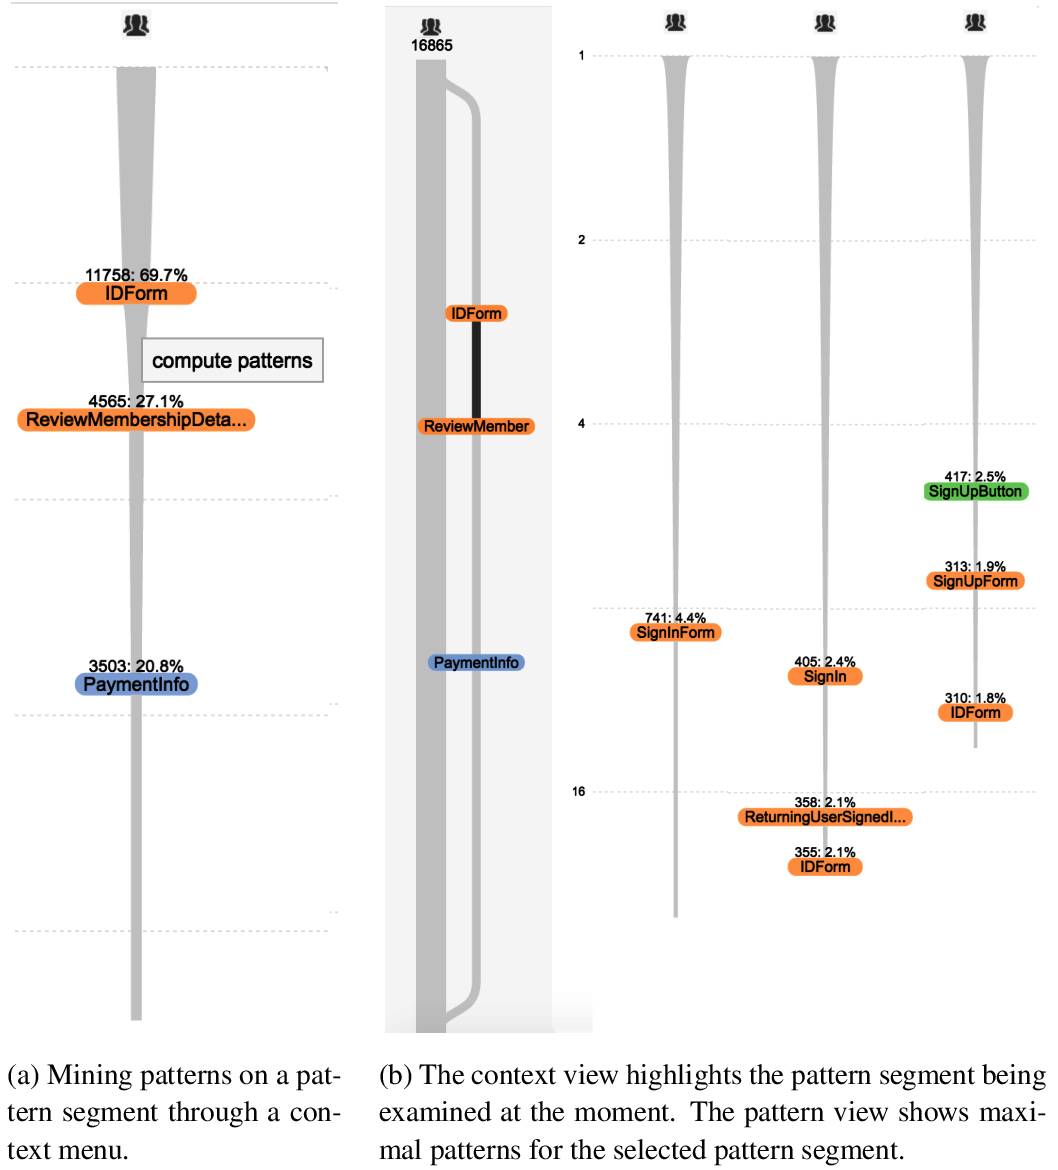 11758: 69.7%
IDForm
compute patterns
4565: 27.1%
ReviewMembershipDeta...
3503: 20.8%
PaymentInfo
16865
IDForm
ReviewMember
PaymentInfo
1
2
4
16
741: 4.4%
SignInForm
405: 2.4%
SignIn
358: 2.1%
ReturningUserSignedI...
355: 2.1%
IDForm
417: 2.5%
SignUpButton
313: 1.9%
SignUpForm
310: 1.8%
IDForm
(a) Mining patterns on a pat-
tern segment through a con-
text menu.
(b) The context view highlights the pattern segment being
examined at the moment. The pattern view shows maxi-
mal patterns for the selected pattern segment.